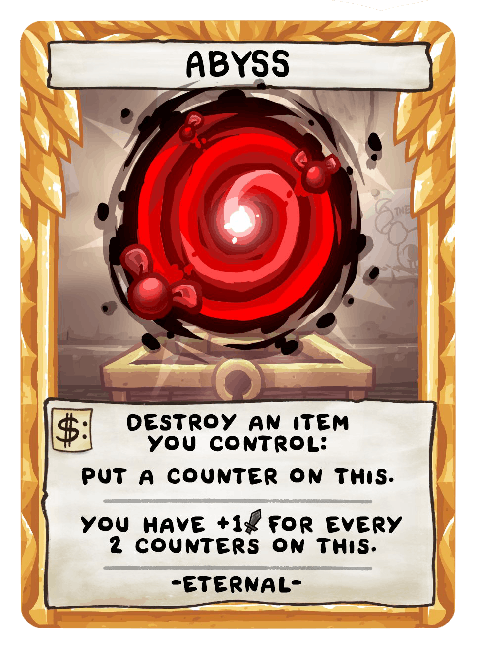 ABYSS
THE
$:
DESTROY AN ITEM
YOU CONTROL:
PUT A COUNTER ON THIS.
YOU HAVE +1 FOR EVERY
2 COUNTERS ON THIS.
-ETERNAL-